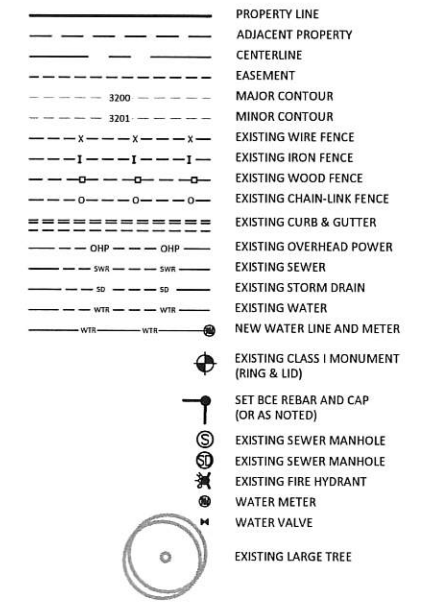 PROPERTY LINE
ADJACENT PROPERTY
CENTERLINE
EASEMENT
3200 MAJOR CONTOUR
3201 MINOR CONTOUR
X X X EXISTING WIRE FENCE
I I I EXISTING IRON FENCE
EXISTING WOOD FENCE
O O O EXISTING CHAIN-LINK FENCE
EXISTING CURB & GUTTER
OHP OHP EXISTING OVERHEAD POWER
SWR SWR EXISTING SEWER
SD SD EXISTING STORM DRAIN
WTR WTR EXISTING WATER
WTR WTR NEW WATER LINE AND METER
EXISTING CLASS I MONUMENT
(RING & LID)
SET BCE REBAR AND CAP
(OR AS NOTED)
S EXISTING SEWER MANHOLE
SD EXISTING SEWER MANHOLE
EXISTING FIRE HYDRANT
WATER METER
WATER VALVE
EXISTING LARGE TREE